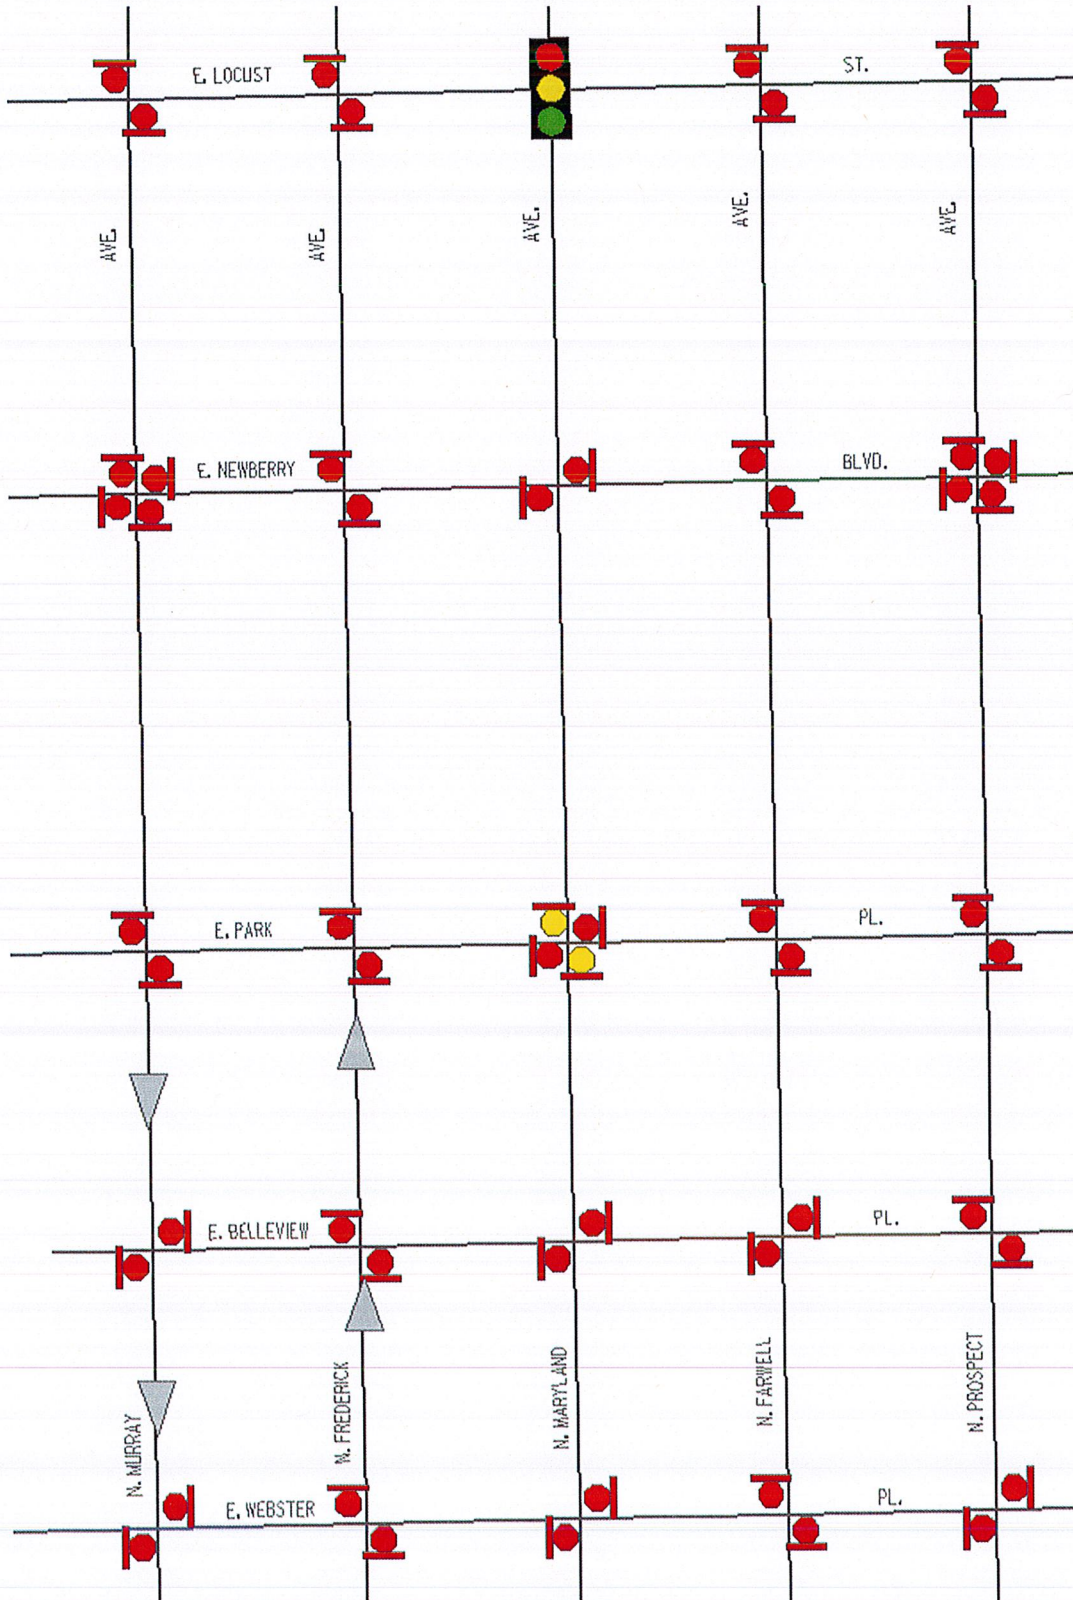 E. LOCUST ST.
AVE. AVE. AVE. AVE. AVE.
E. NEWBERRY BLVD.
E. PARK PL.
E. BELLEVIEW PL.
N. MURRAY N. FREDERICK N. MARYLAND N. FARWELL N. PROSPECT
E. WEBSTER PL.